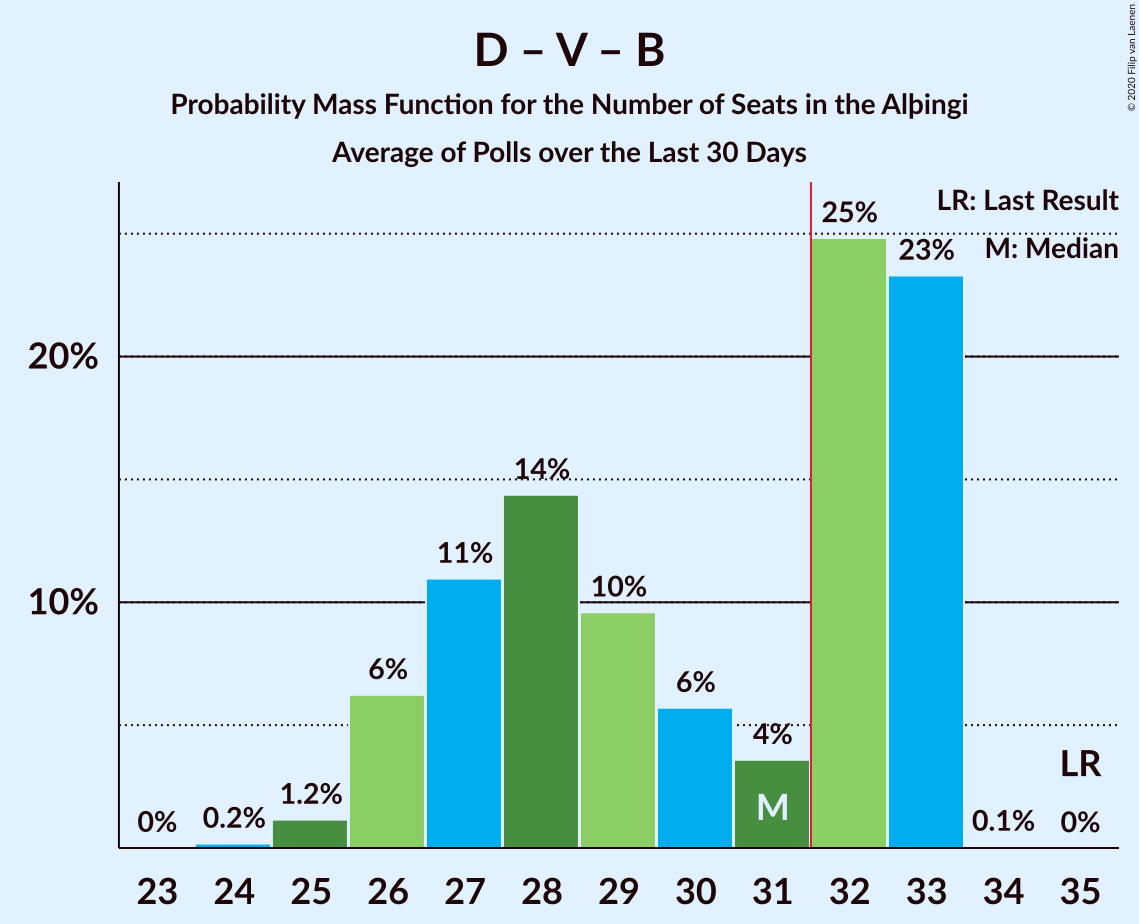 D – V – B
Probability Mass Function for the Number of Seats in the Alþingi
Average of Polls over the Last 30 Days
© 2020 Filip van Laenen
LR: Last Result
M: Median
20%
10%
0%
0.2%
1.2%
6%
11%
14%
10%
6%
4%
25%
23%
0.1%
0%
LR
M
23 24 25 26 27 28 29 30 31 32 33 34 35